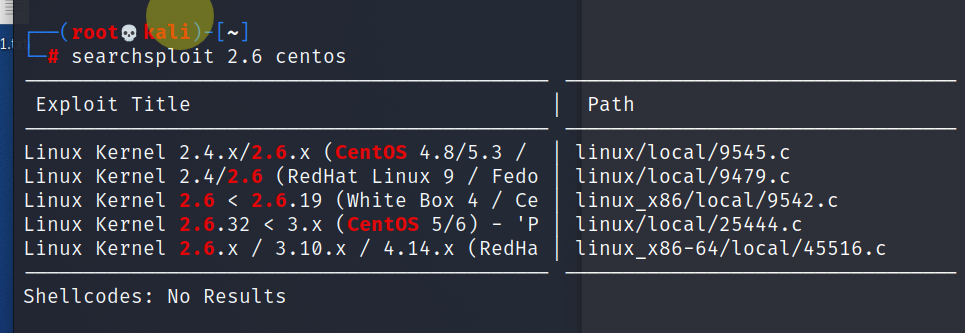 1.t
(root💀kali)-[~]
# searchsploit 2.6 centos
Exploit Title | Path
Linux Kernel 2.4.x/2.6.x (CentOS 4.8/5.3 / | linux/local/9545.c
Linux Kernel 2.4/2.6 (RedHat Linux 9 / Fedo | linux/local/9479.c
Linux Kernel 2.6 < 2.6.19 (White Box 4 / Ce | linux_x86/local/9542.c
Linux Kernel 2.6.32 < 3.x (CentOS 5/6) - 'P | linux/local/25444.c
Linux Kernel 2.6.x / 3.10.x / 4.14.x (RedHa | linux_x86-64/local/45516.c
Shellcodes: No Results